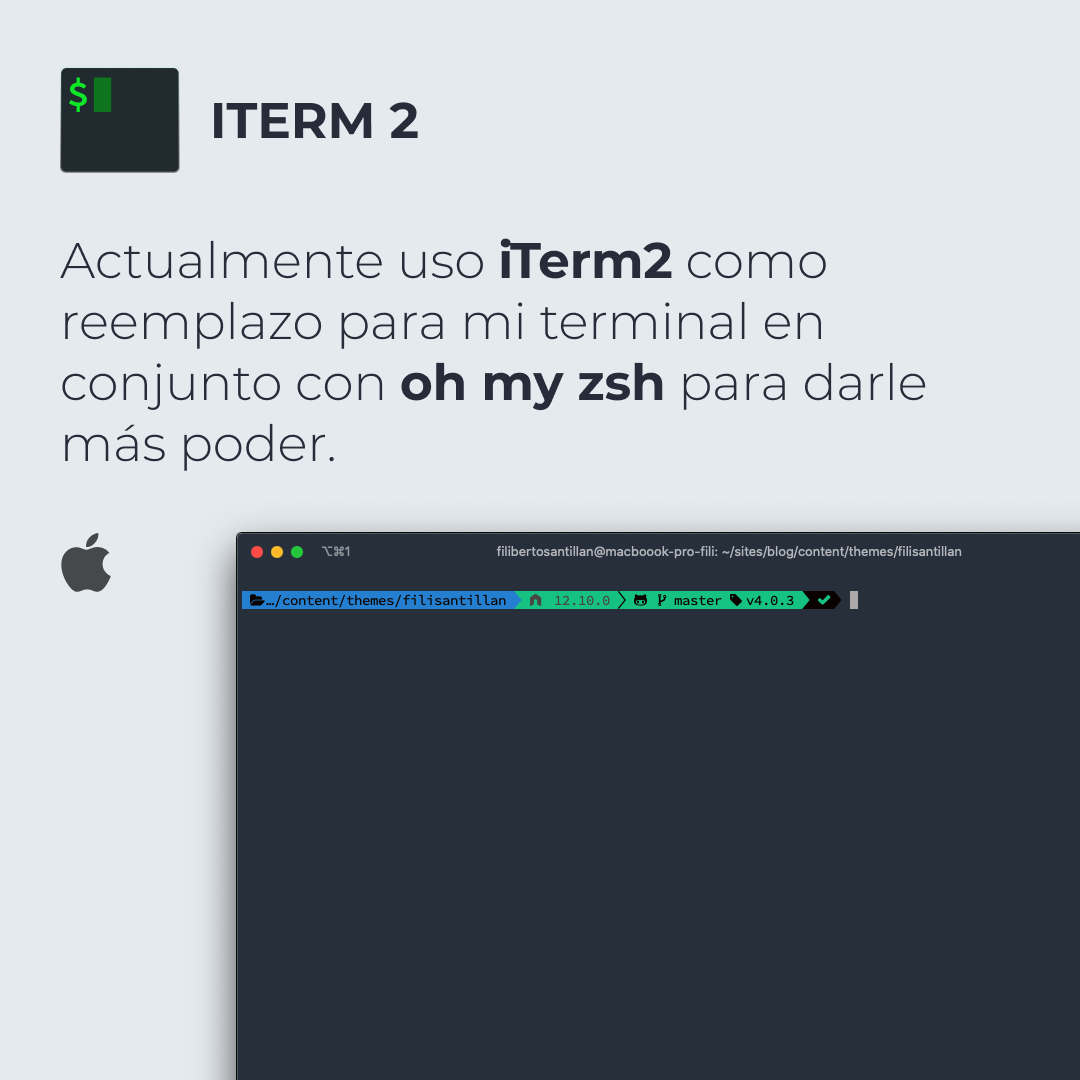 $
ITERM 2
Actualmente uso iTerm2 como
reemplazo para mi terminal en
conjunto con oh my zsh para darle
más poder.
⌥⌘1 filibertosantillan@macboook-pro-fili: ~/sites/blog/content/themes/filisantillan
…/content/themes/filisantillan 12.10.0 master v4.0.3